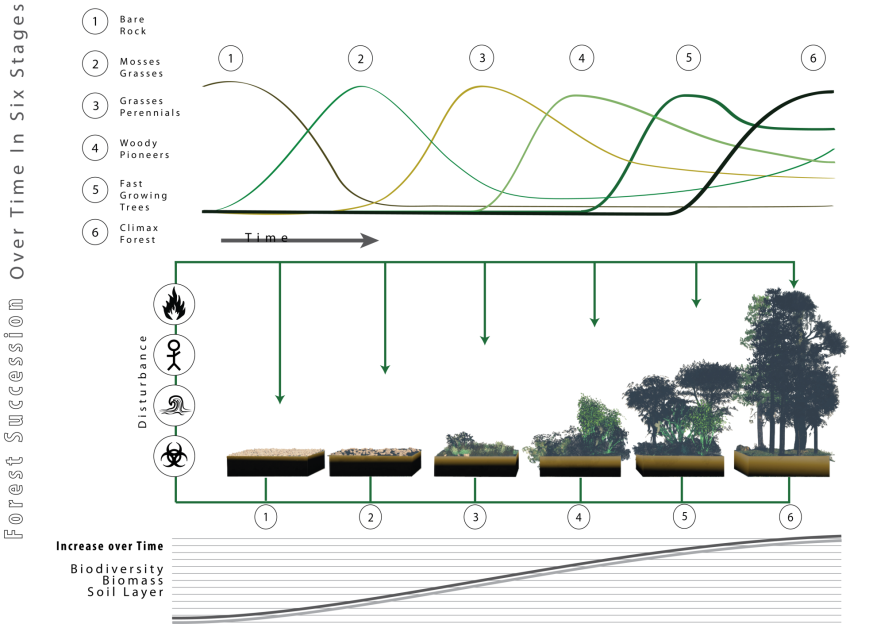 Forest Succession Over Time In Six Stages
1 Bare
Rock
2 Mosses
Grasses
3 Grasses
Perennials
4 Woody
Pioneers
5 Fast
Growing
Trees
6 Climax
Forest
1 2 3 4 5 6
Time
Disturbance
1 2 3 4 5 6
Increase over Time
Biodiversity
Biomass
Soil Layer